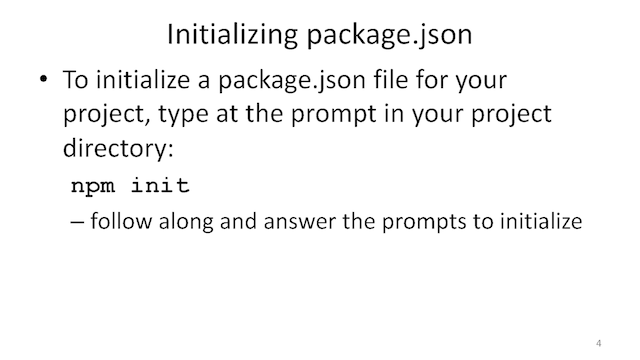 Initializing package.json
• To initialize a package.json file for your
project, type at the prompt in your project
directory:
npm init
– follow along and answer the prompts to initialize
4